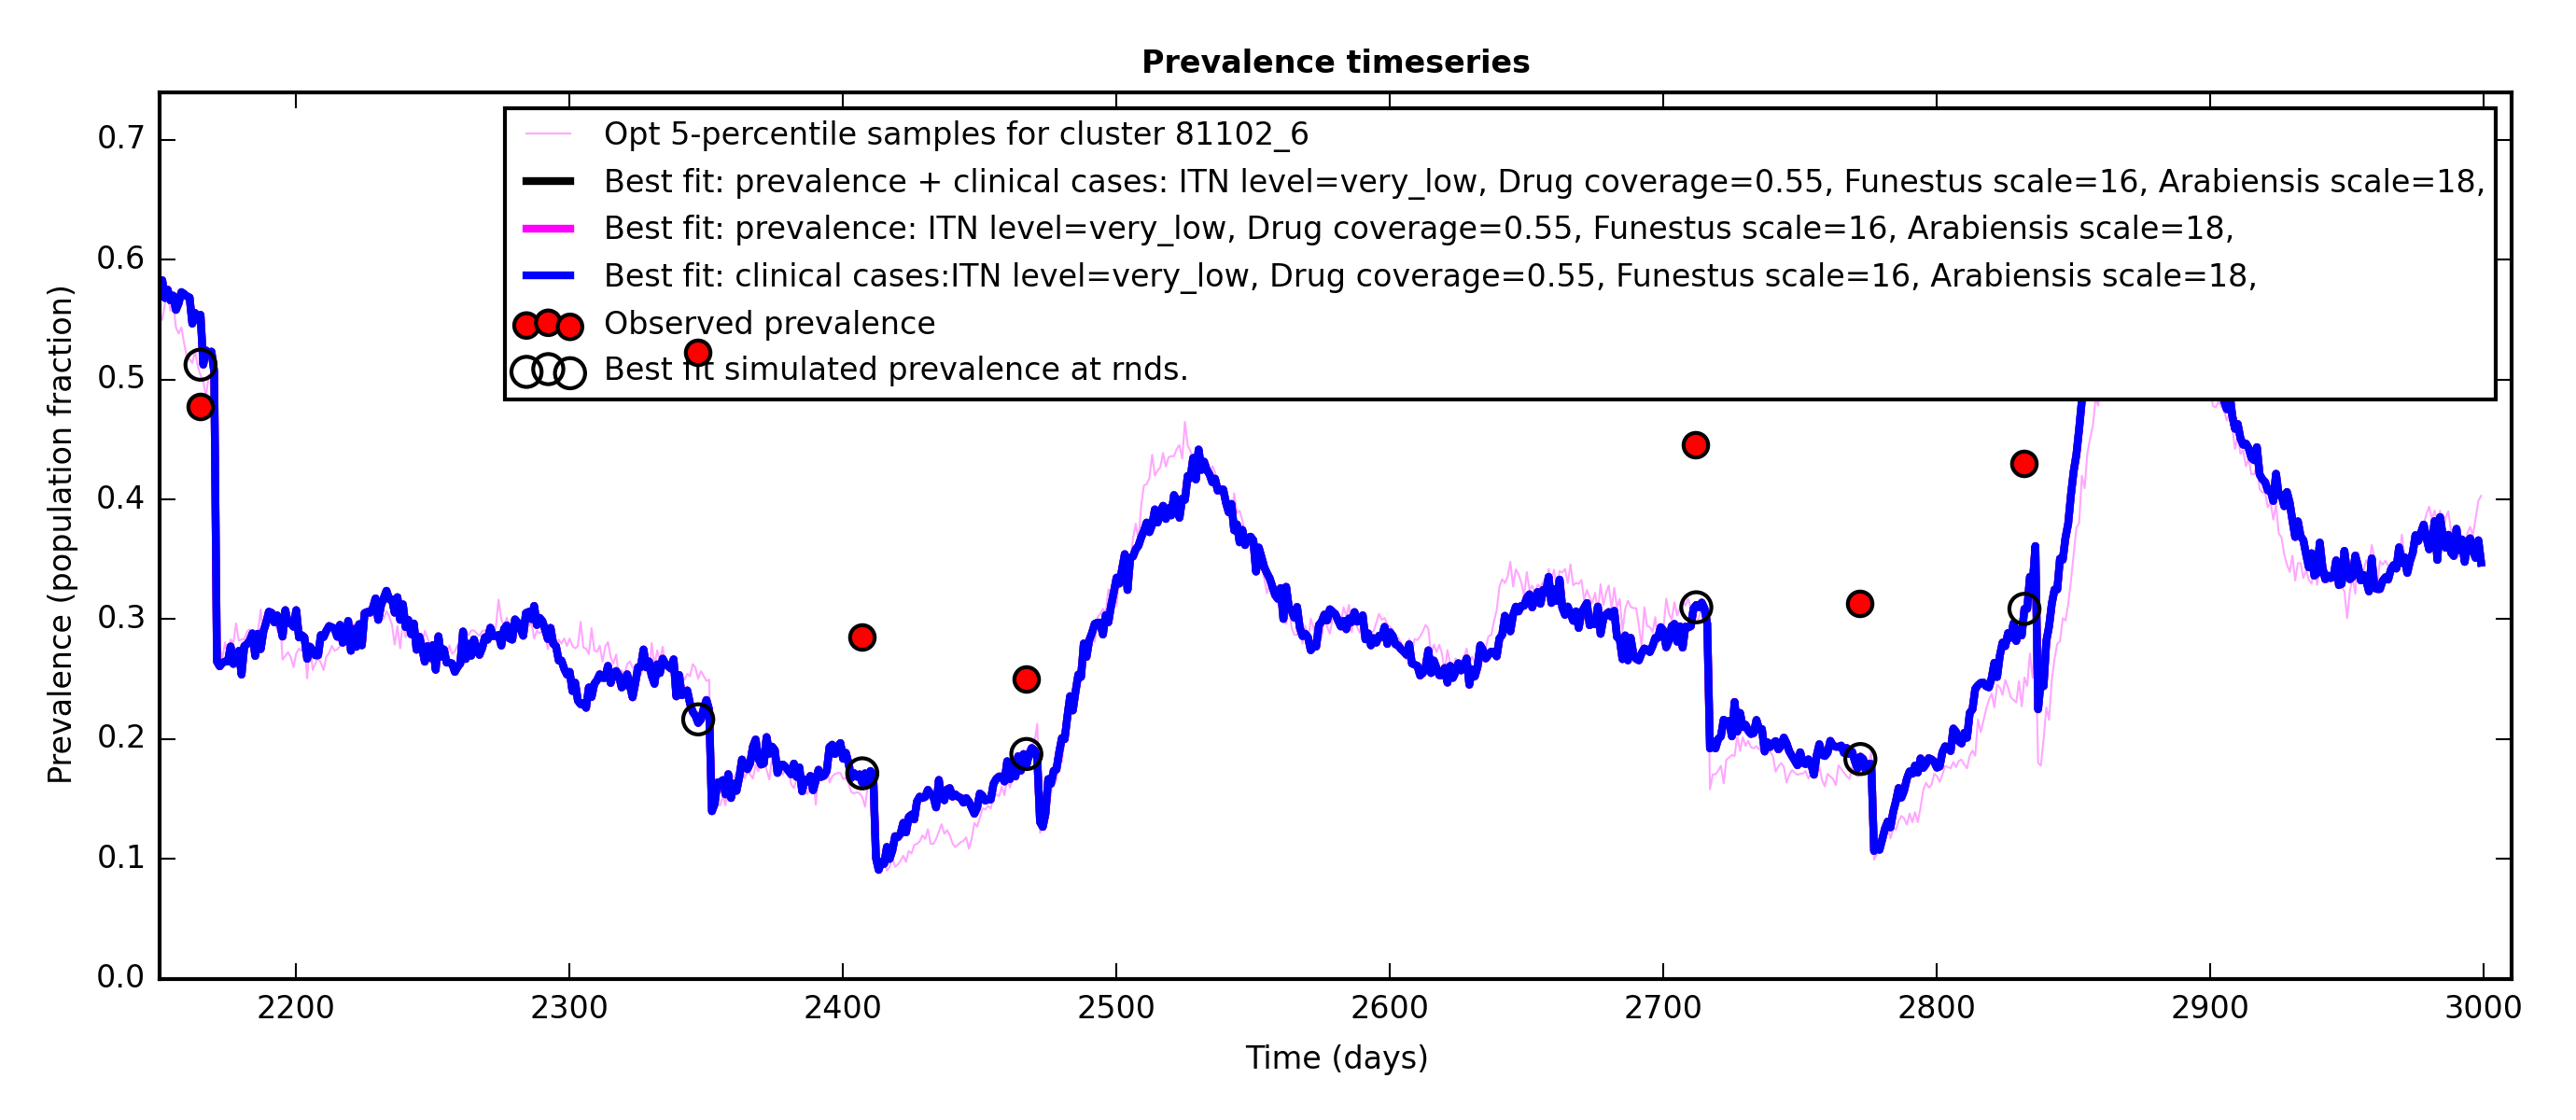 Prevalence timeseries
Opt 5-percentile samples for cluster 81102_6
Best fit: prevalence + clinical cases: ITN level=very_low, Drug coverage=0.55, Funestus scale=16, Arabiensis scale=18,
Best fit: prevalence: ITN level=very_low, Drug coverage=0.55, Funestus scale=16, Arabiensis scale=18,
Best fit: clinical cases:ITN level=very_low, Drug coverage=0.55, Funestus scale=16, Arabiensis scale=18,
Observed prevalence
Best fit simulated prevalence at rnds.
Prevalence (population fraction)
0.7
0.6
0.5
0.4
0.3
0.2
0.1
0.0
2200 2300 2400 2500 2600 2700 2800 2900 3000
Time (days)